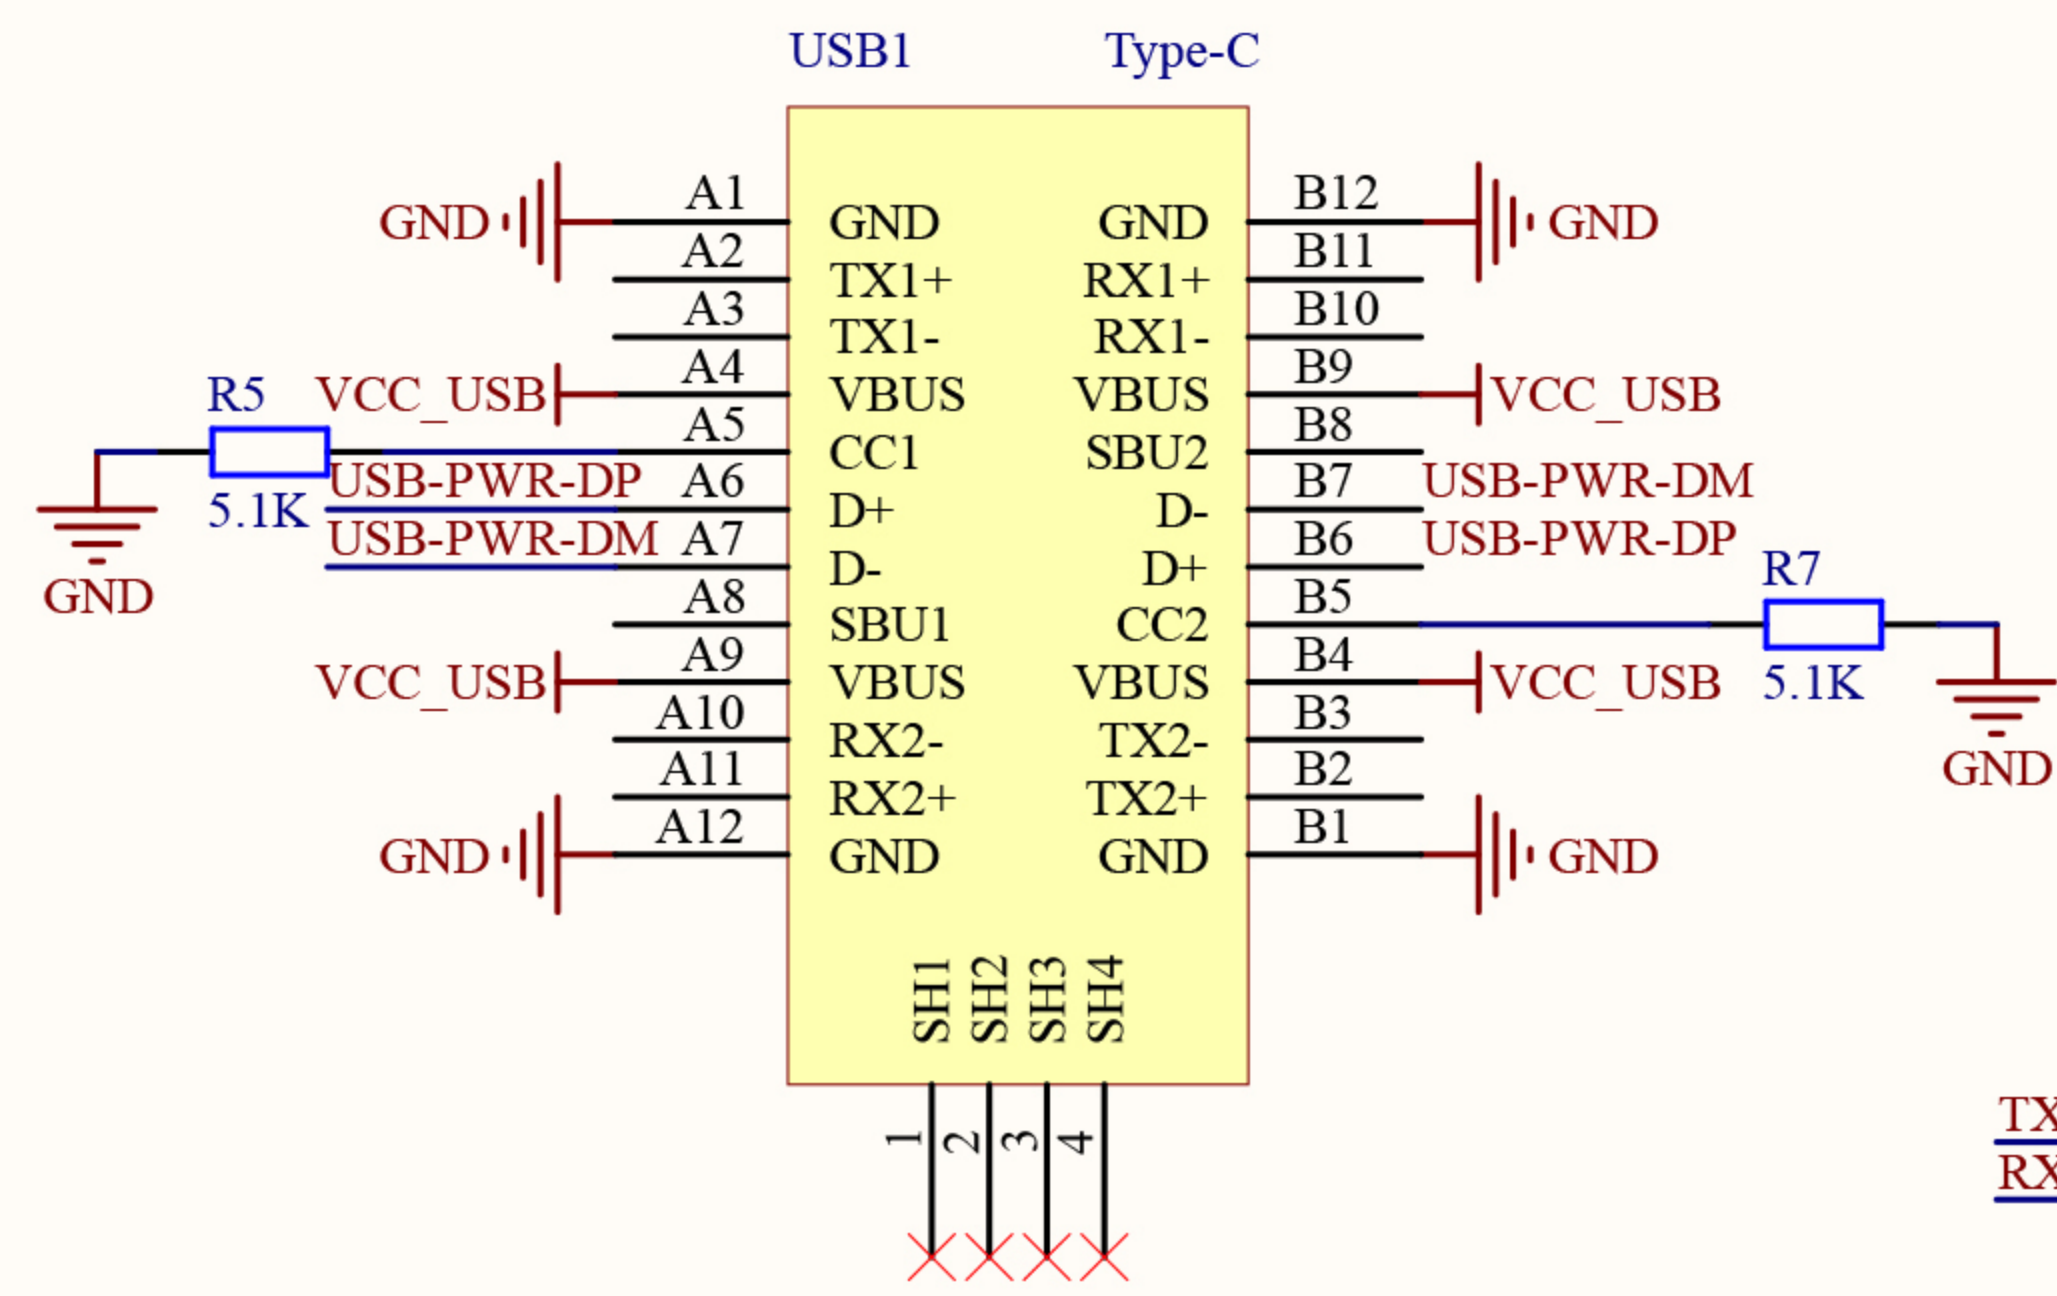 USB1 Type-C
A1 B12
GND GND GND GND
A2 B11
TX1+ RX1+
A3 B10
TX1- RX1-
A4 B9
R5 VCC_USB VBUS VBUS VCC_USB
A5 B8
CC1 SBU2
USB-PWR-DP A6 B7 USB-PWR-DM
5.1K D+ D-
USB-PWR-DM A7 B6 USB-PWR-DP
D- D+ R7
GND A8 B5
SBU1 CC2
A9 B4
VCC_USB VBUS VBUS VCC_USB 5.1K
A10 B3
RX2- TX2-
A11 B2 GND
RX2+ TX2+
A12 B1
GND GND GND GND
SH1 SH2 SH3 SH4
1 2 3 4
TX
RX